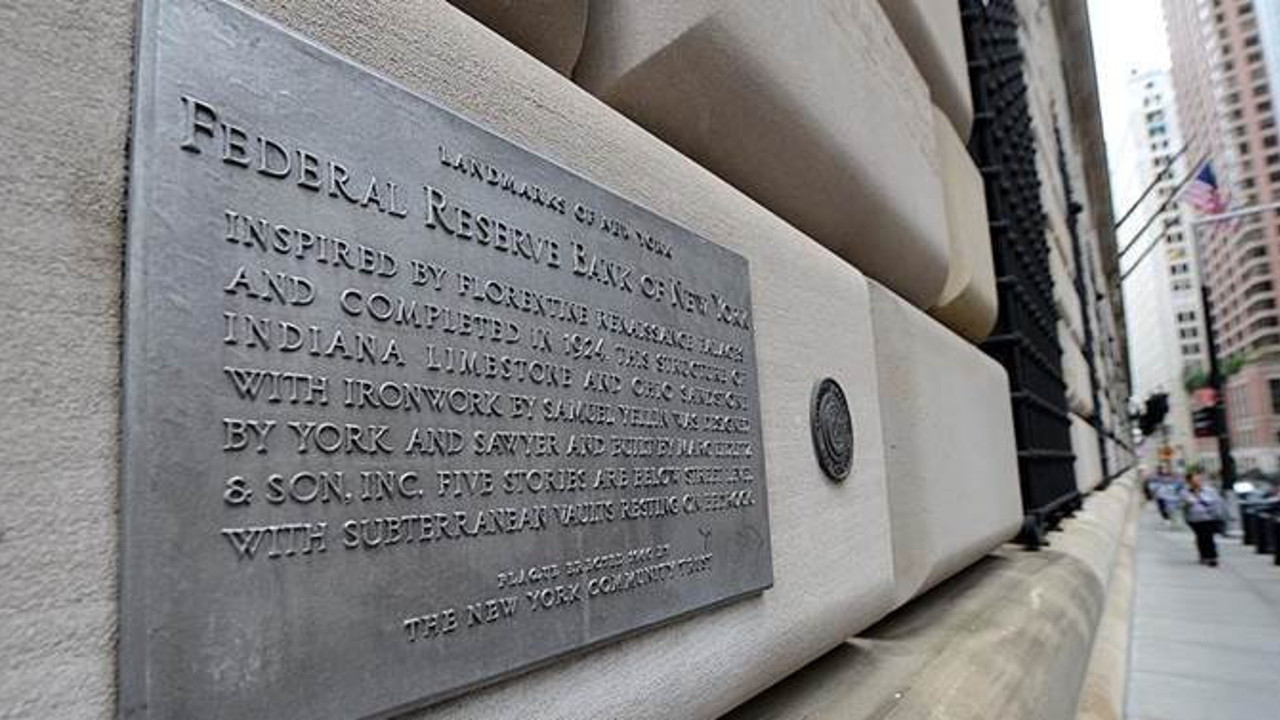 LANDMARKS OF NEW YORK
FEDERAL RESERVE BANK OF NEW YORK
INSPIRED BY FLORENTINE RENAISSANCE PALACES
AND COMPLETED IN 1924, THIS STRUCTURE OF
INDIANA LIMESTONE AND OHIO SANDSTONE
WITH IRONWORK BY SAMUEL YELLIN WAS DESIGNED
BY YORK AND SAWYER AND BUILT BY MARC EIDLITZ
& SON, INC. FIVE STORIES ARE BELOW STREET LEVEL
WITH SUBTERRANEAN VAULTS RESTING ON BEDROCK
PLAQUE ERECTED BY
THE NEW YORK COMMUNITY TRUST